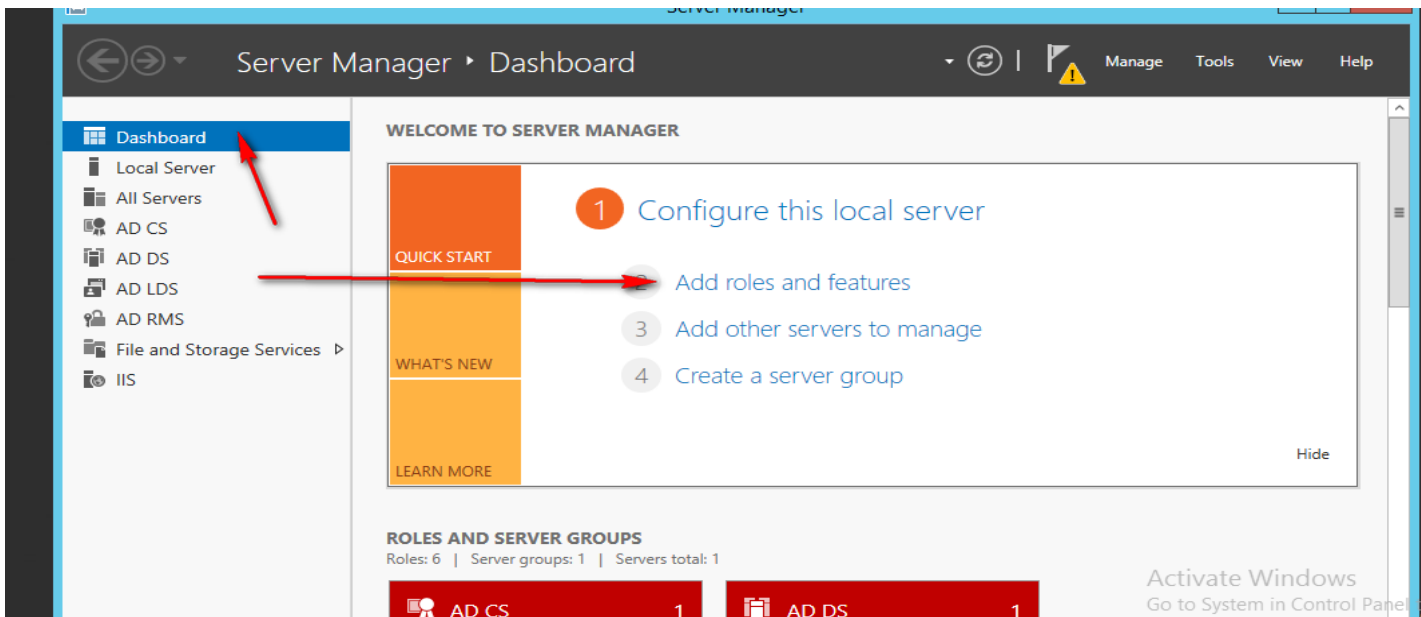 Server Manager
Server Manager ‣ Dashboard
Manage Tools View Help
Dashboard
Local Server
All Servers
AD CS
AD DS
AD LDS
AD RMS
File and Storage Services
IIS
WELCOME TO SERVER MANAGER
QUICK START
WHAT'S NEW
LEARN MORE
1 Configure this local server
2 Add roles and features
3 Add other servers to manage
4 Create a server group
Hide
ROLES AND SERVER GROUPS
Roles: 6 | Server groups: 1 | Servers total: 1
AD CS 1
AD DS 1
Activate Windows
Go to System in Control Panel